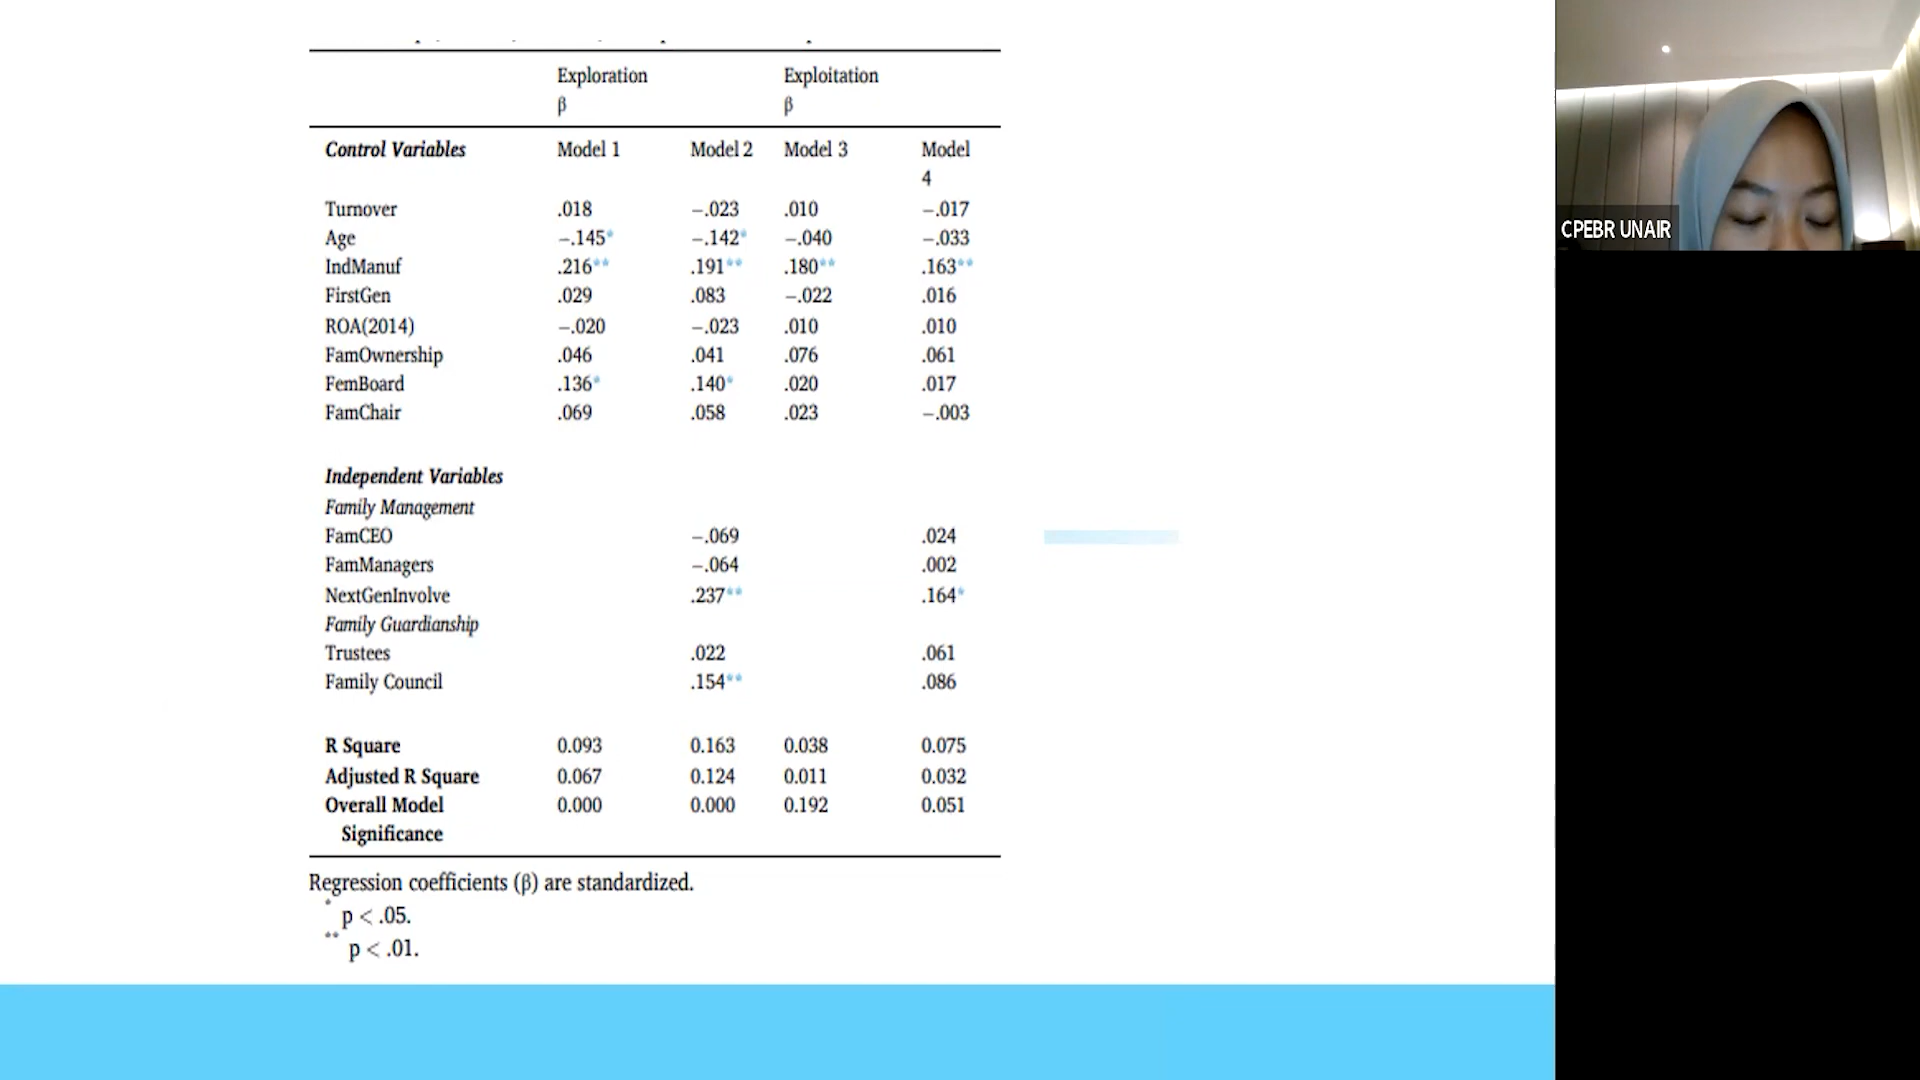 Exploration Exploitation
β β
Control Variables Model 1 Model 2 Model 3 Model
4
Turnover .018 –.023 .010 –.017
Age –.145* –.142* –.040 –.033
IndManuf .216** .191** .180** .163**
FirstGen .029 .083 –.022 .016
ROA(2014) –.020 –.023 .010 .010
FamOwnership .046 .041 .076 .061
FemBoard .136* .140* .020 .017
FamChair .069 .058 .023 –.003
Independent Variables
Family Management
FamCEO –.069 .024
FamManagers –.064 .002
NextGenInvolve .237** .164*
Family Guardianship
Trustees .022 .061
Family Council .154** .086
R Square 0.093 0.163 0.038 0.075
Adjusted R Square 0.067 0.124 0.011 0.032
Overall Model 0.000 0.000 0.192 0.051
Significance
Regression coefficients (β) are standardized.
* p < .05.
** p < .01.
CPEBR UNAIR